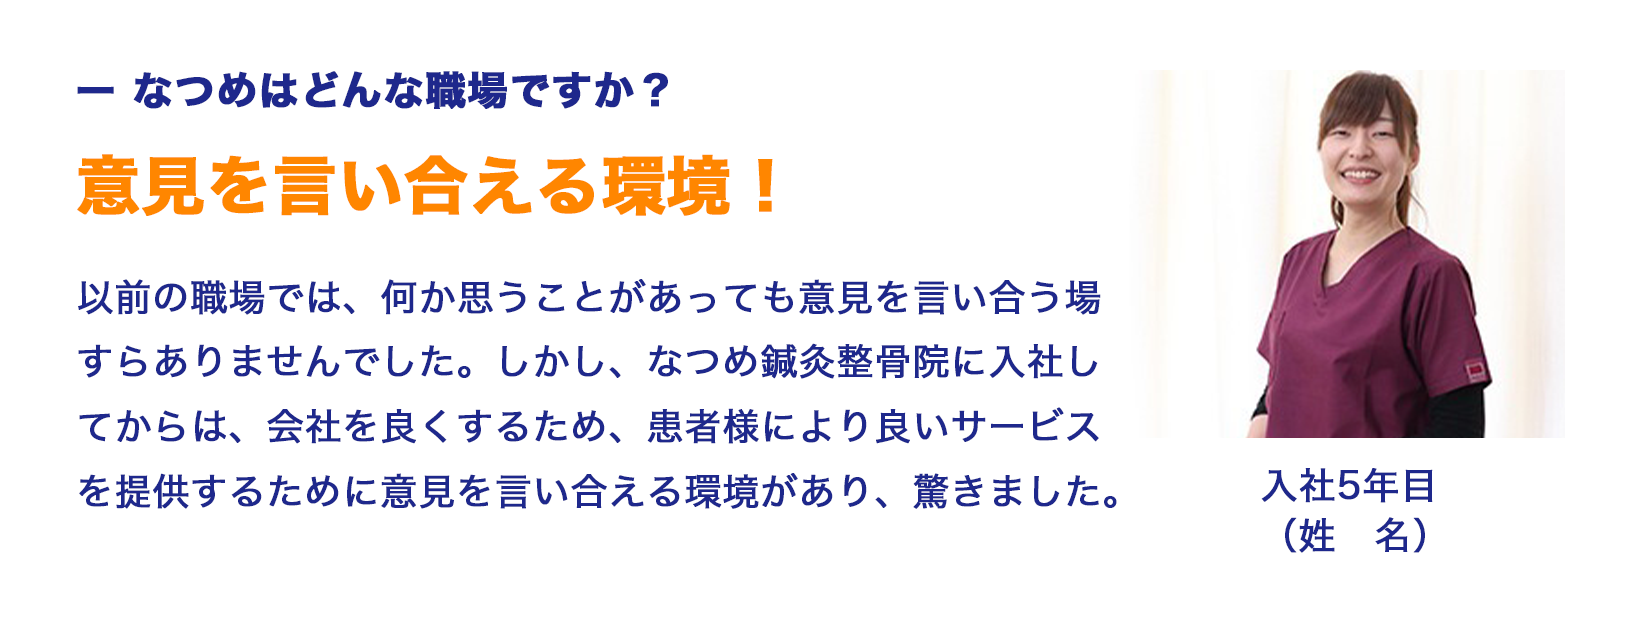 ー なつめはどんな職場ですか？
意見を言い合える環境！
以前の職場では、何か思うことがあっても意見を言い合う場
すらありませんでした。しかし、なつめ鍼灸整骨院に入社し
てからは、会社を良くするため、患者様により良いサービス
を提供するために意見を言い合える環境があり、驚きました。
入社5年目
（姓　名）